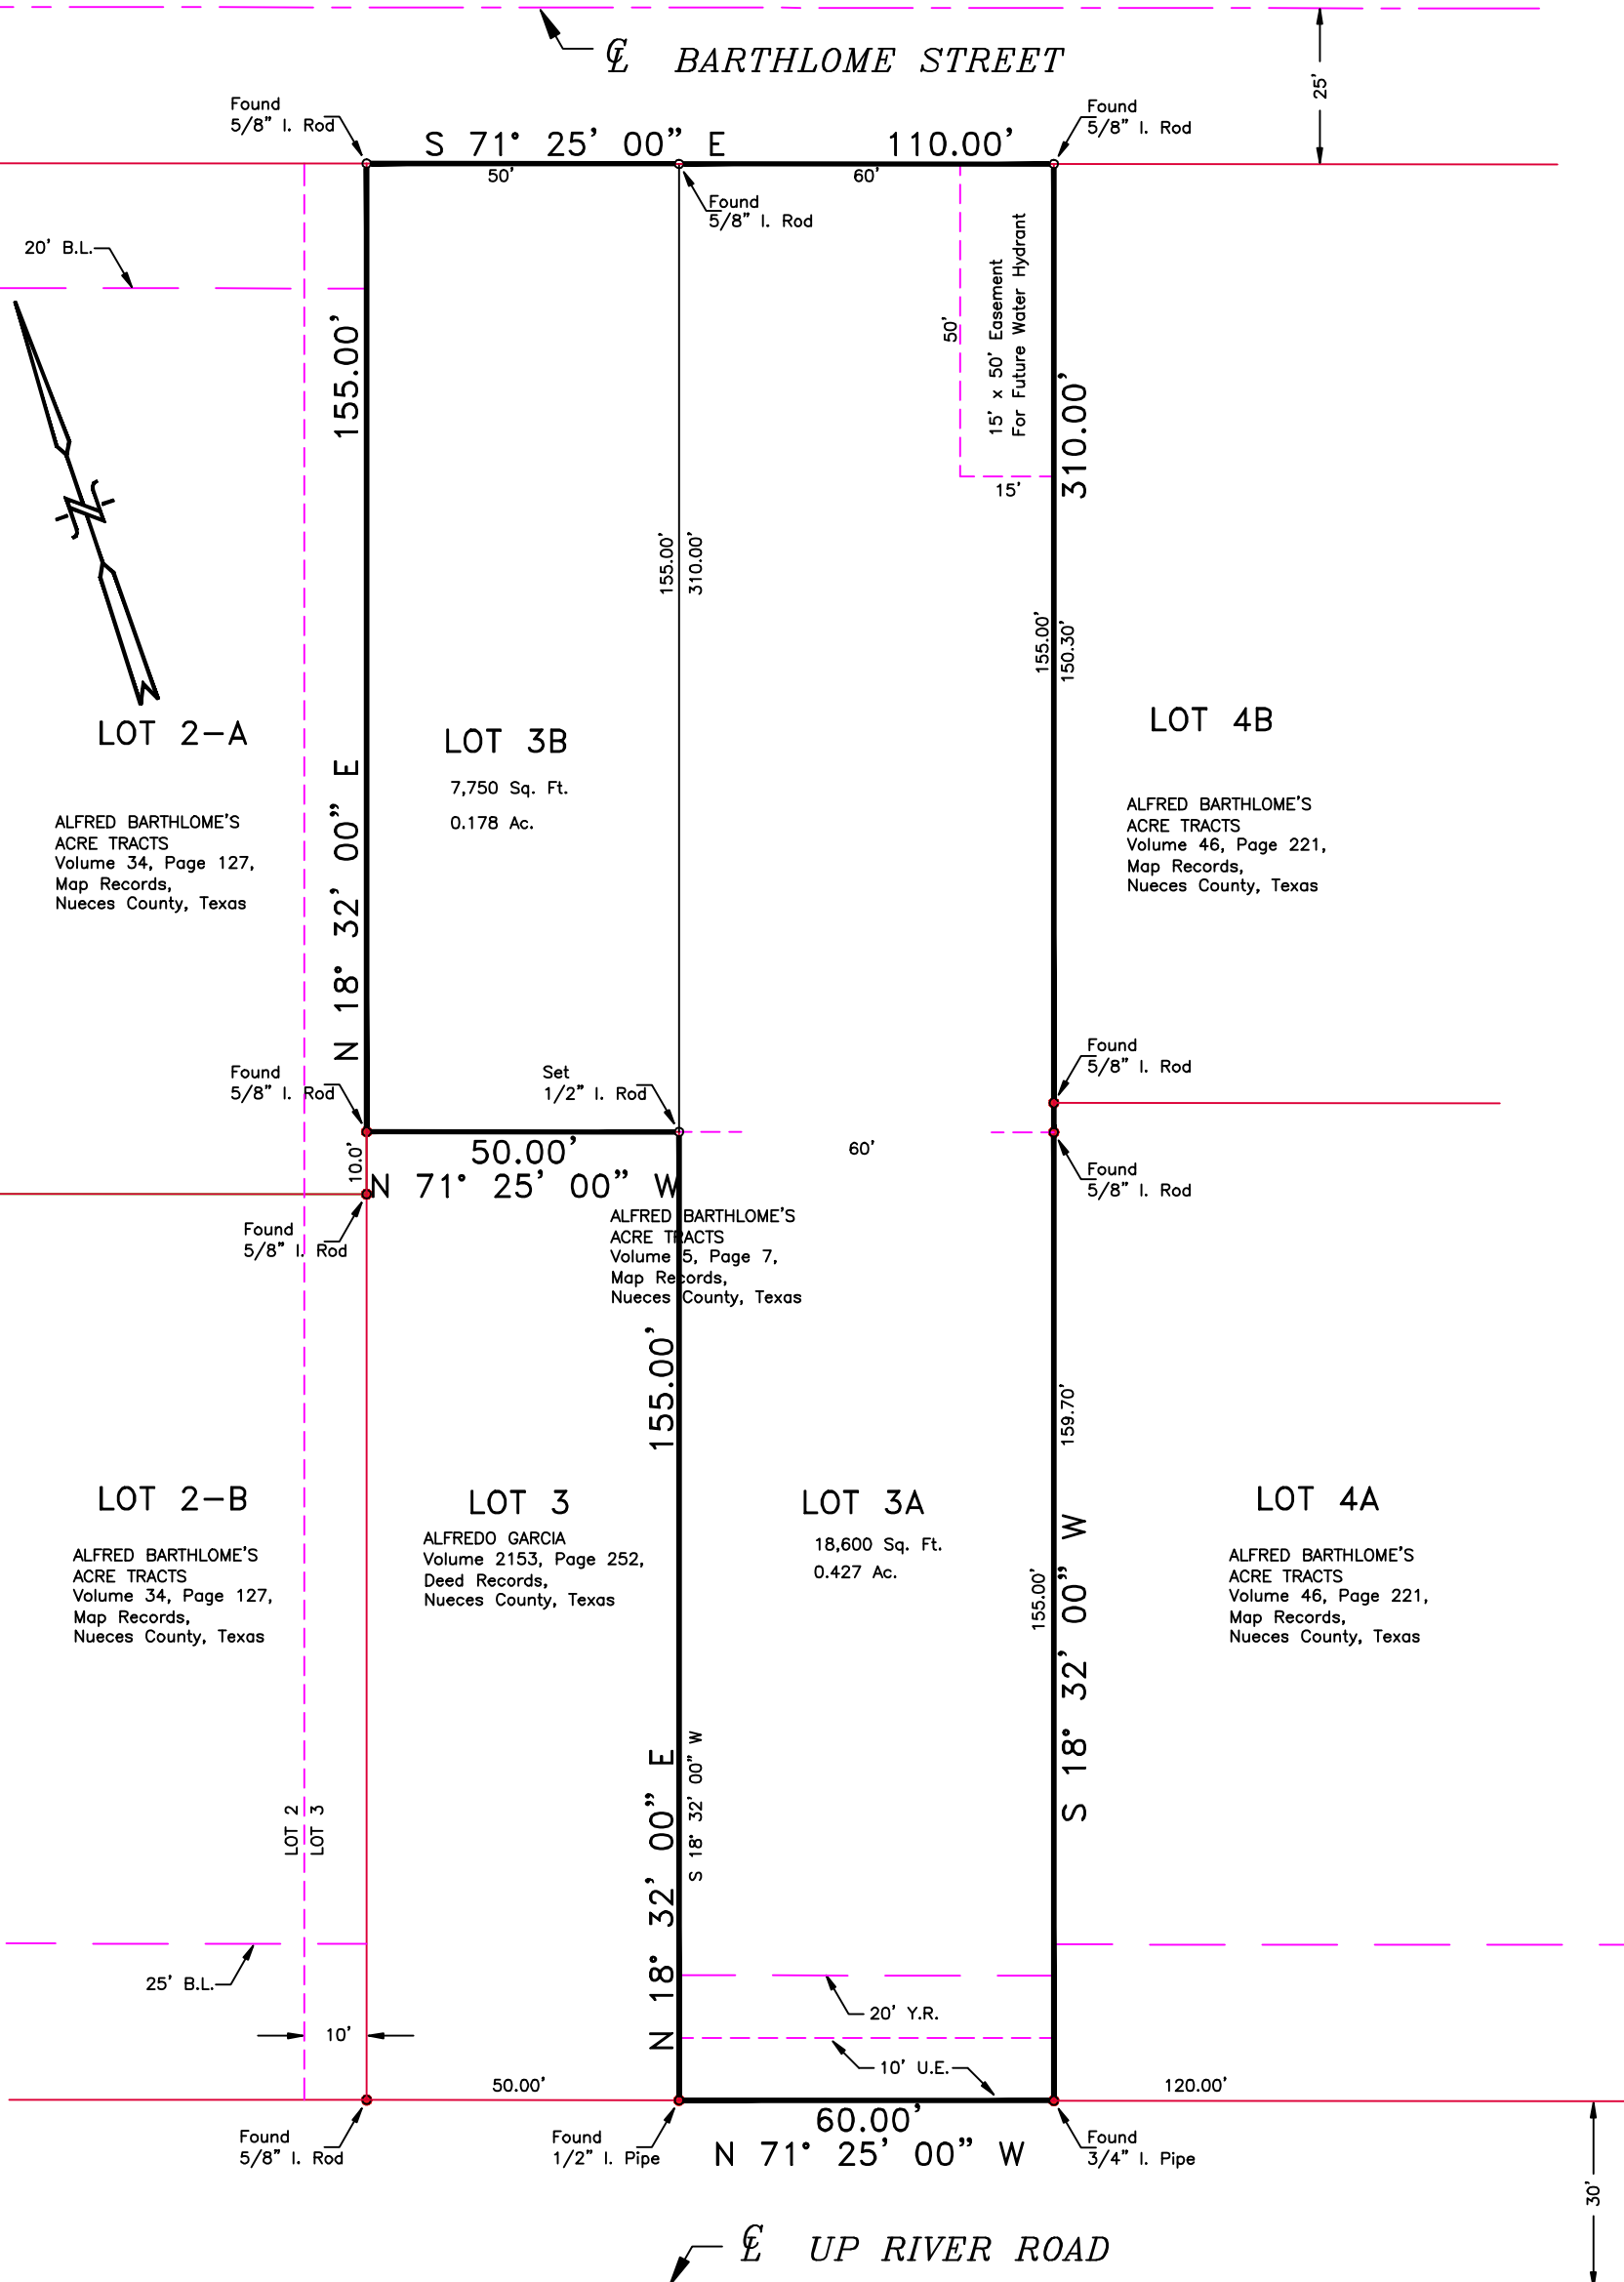 ℄ BARTHLOME STREET
25'
Found
5/8" I. Rod
S 71° 25' 00" E 110.00'
Found
5/8" I. Rod
50'
60'
Found
5/8" I. Rod
20' B.L.
15' x 50' Easement
For Future Water Hydrant
50'
15'
155.00'
310.00'
155.00'
310.00'
155.00'
150.30'
N
LOT 2-A
ALFRED BARTHLOME'S
ACRE TRACTS
Volume 34, Page 127,
Map Records,
Nueces County, Texas
N 18° 32' 00" E
LOT 3B
7,750 Sq. Ft.
0.178 Ac.
LOT 4B
ALFRED BARTHLOME'S
ACRE TRACTS
Volume 46, Page 221,
Map Records,
Nueces County, Texas
Found
5/8" I. Rod
Set
1/2" I. Rod
Found
5/8" I. Rod
10.0'
50.00'
N 71° 25' 00" W
60'
Found
5/8" I. Rod
Found
5/8" I. Rod
ALFRED BARTHLOME'S
ACRE TRACTS
Volume 5, Page 7,
Map Records,
Nueces County, Texas
155.00'
159.70'
LOT 2-B
ALFRED BARTHLOME'S
ACRE TRACTS
Volume 34, Page 127,
Map Records,
Nueces County, Texas
LOT 3
ALFREDO GARCIA
Volume 2153, Page 252,
Deed Records,
Nueces County, Texas
LOT 3A
18,600 Sq. Ft.
0.427 Ac.
155.00'
S 18° 32' 00" W
LOT 4A
ALFRED BARTHLOME'S
ACRE TRACTS
Volume 46, Page 221,
Map Records,
Nueces County, Texas
LOT 2
LOT 3
N 18° 32' 00" E
S 18° 32' 00" W
25' B.L.
20' Y.R.
10'
10' U.E.
50.00'
60.00'
N 71° 25' 00" W
120.00'
Found
5/8" I. Rod
Found
1/2" I. Pipe
Found
3/4" I. Pipe
30'
℄ UP RIVER ROAD